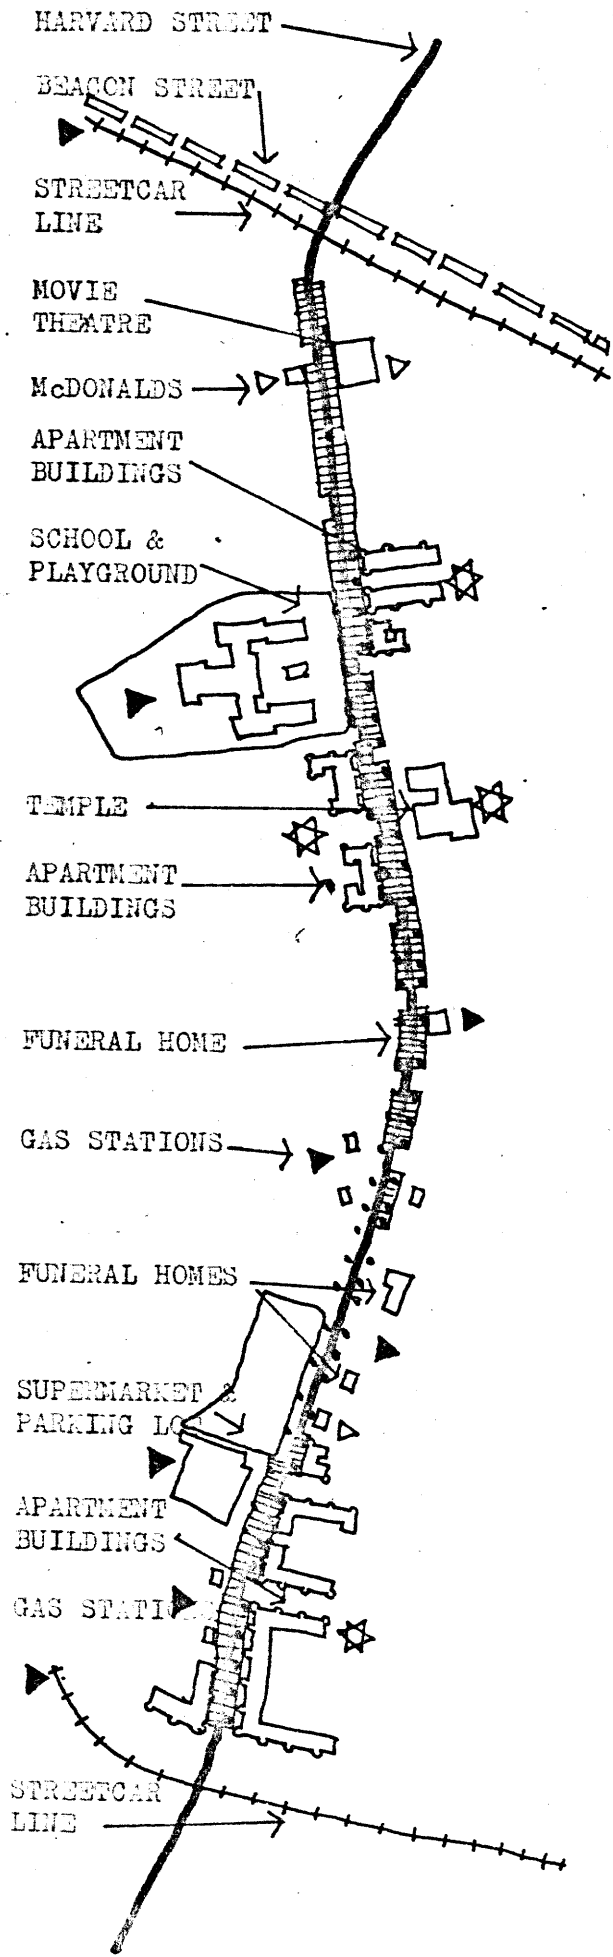 HARVARD STREET
BEACON STREET
STREETCAR
LINE
MOVIE
THEATRE
McDONALDS
APARTMENT
BUILDINGS
SCHOOL &
PLAYGROUND
TEMPLE
APARTMENT
BUILDINGS
FUNERAL HOME
GAS STATIONS
FUNERAL HOMES
SUPERMARKET &
PARKING LOT
APARTMENT
BUILDINGS
GAS STATIONS
STREETCAR
LINE